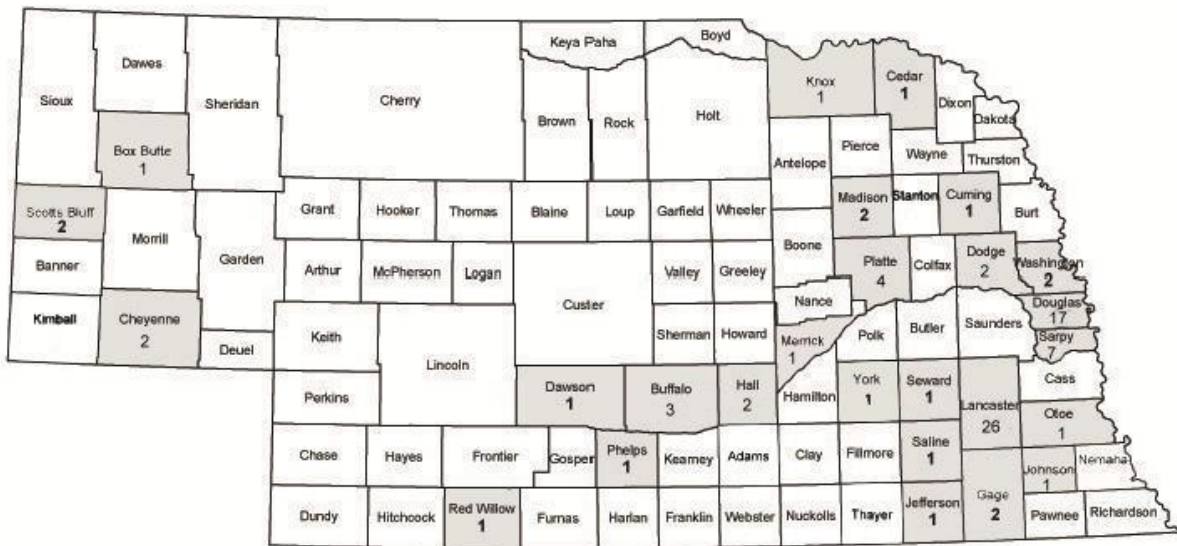 Keya Paha
Boyd
Dawes
Sioux
Sheridan
Cherry
Brown
Rock
Holt
Knox
1
Cedar
1
Dixon
Dakota
Box Butte
1
Antelope
Pierce
Wayne
Thurston
Scotts Bluff
2
Morrill
Garden
Grant
Hooker
Thomas
Blaine
Loup
Garfield
Wheeler
Madison
2
Stanton
Cuming
1
Burt
Banner
Arthur
McPherson
Logan
Custer
Valley
Greeley
Boone
Platte
4
Colfax
Dodge
2
Washington
2
Kimball
Cheyenne
2
Deuel
Keith
Lincoln
Sherman
Howard
Nance
Merrick
1
Polk
Butler
Saunders
Douglas
17
Sarpy
7
Perkins
Dawson
1
Buffalo
3
Hall
2
Hamilton
York
1
Seward
1
Lancaster
26
Cass
Otoe
1
Chase
Hayes
Frontier
Gosper
Phelps
1
Kearney
Adams
Clay
Fillmore
Saline
1
Johnson
1
Nemaha
Dundy
Hitchcock
Red Willow
1
Furnas
Harlan
Franklin
Webster
Nuckolls
Thayer
Jefferson
1
Gage
2
Pawnee
Richardson